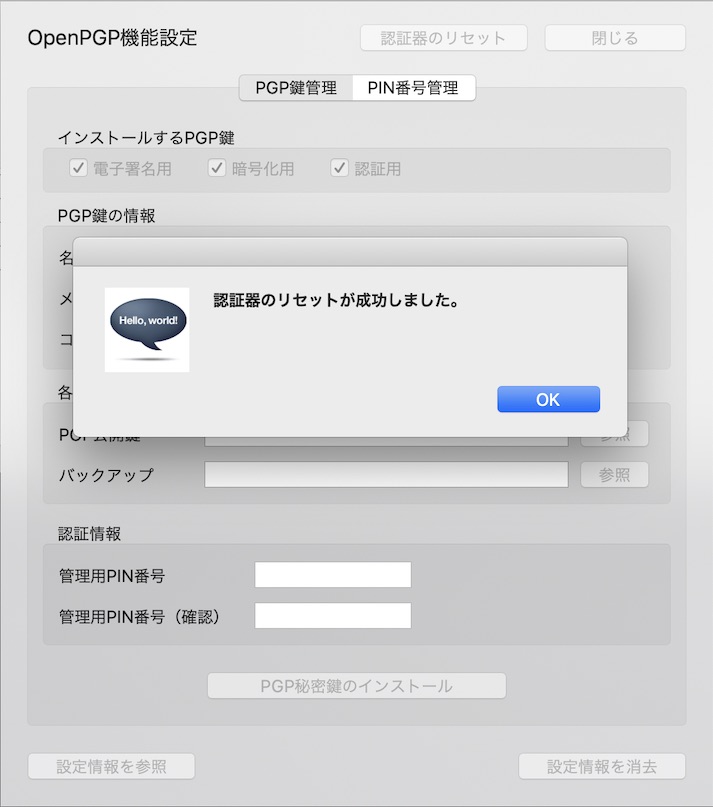 OpenPGP機能設定
認証器のリセット
閉じる
PGP鍵管理
PIN番号管理
インストールするPGP鍵
電子署名用
暗号化用
認証用
PGP鍵の情報
名
メ
コ
Hello, world!
認証器のリセットが成功しました。
OK
各
PGP公開鍵
参照
バックアップ
参照
認証情報
管理用PIN番号
管理用PIN番号（確認）
PGP秘密鍵のインストール
設定情報を参照
設定情報を消去